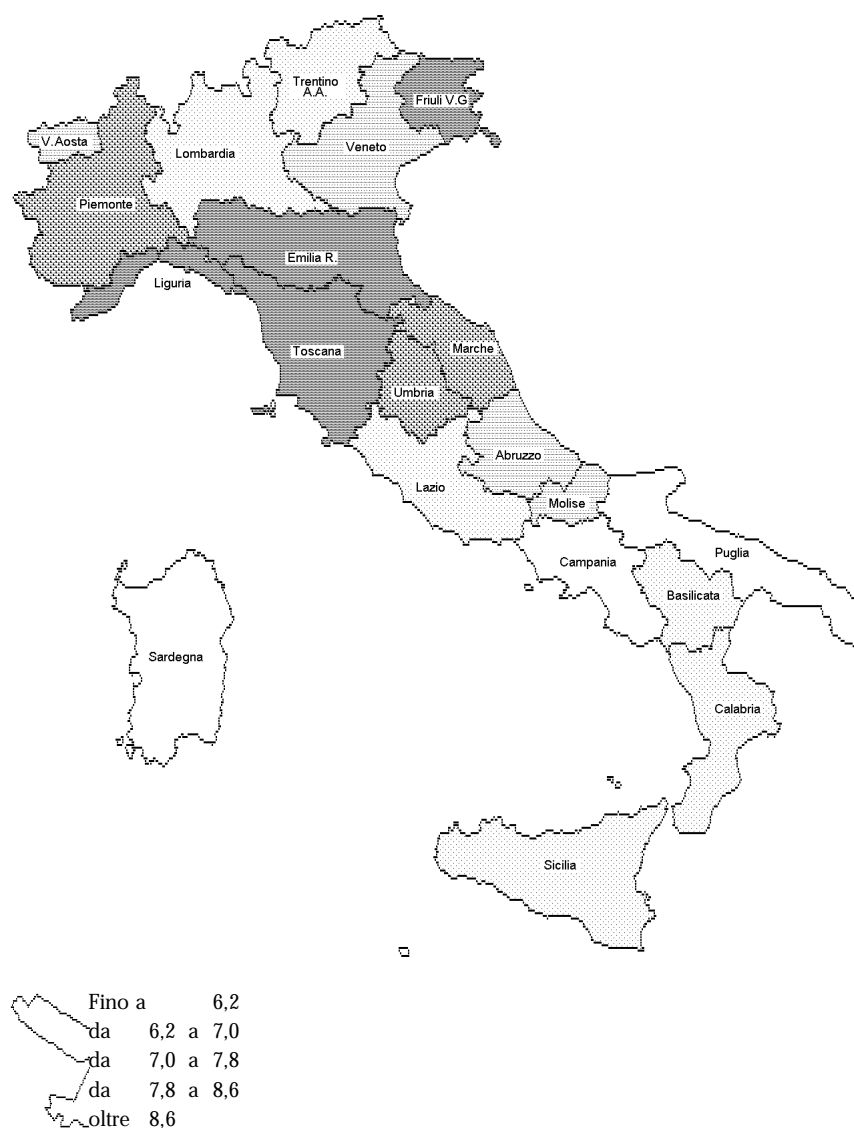 Trentino
A.A.
Friuli V.G
V.Aosta
Lombardia
Veneto
Piemonte
Emilia R.
Liguria
Toscana
Marche
Umbria
Abruzzo
Lazio
Molise
Campania
Puglia
Basilicata
Sardegna
Calabria
Sicilia
Fino a 6,2
da 6,2 a 7,0
da 7,0 a 7,8
da 7,8 a 8,6
oltre 8,6